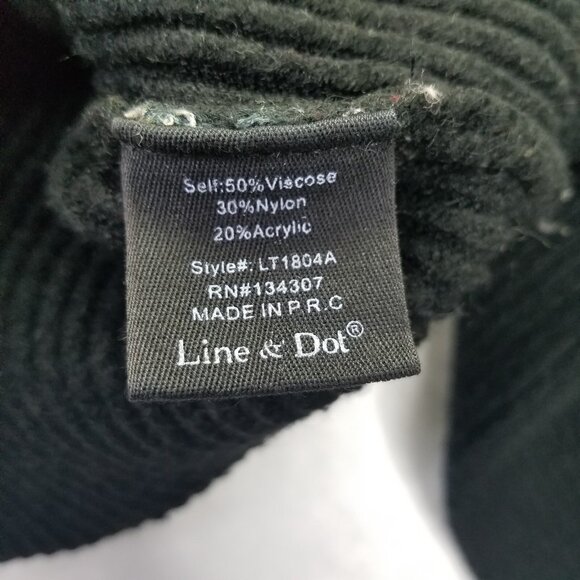 Self:50%Viscose
30%Nylon
20%Acrylic
Style#: LT1804A
RN#134307
MADE IN P.R.C
Line & Dot®